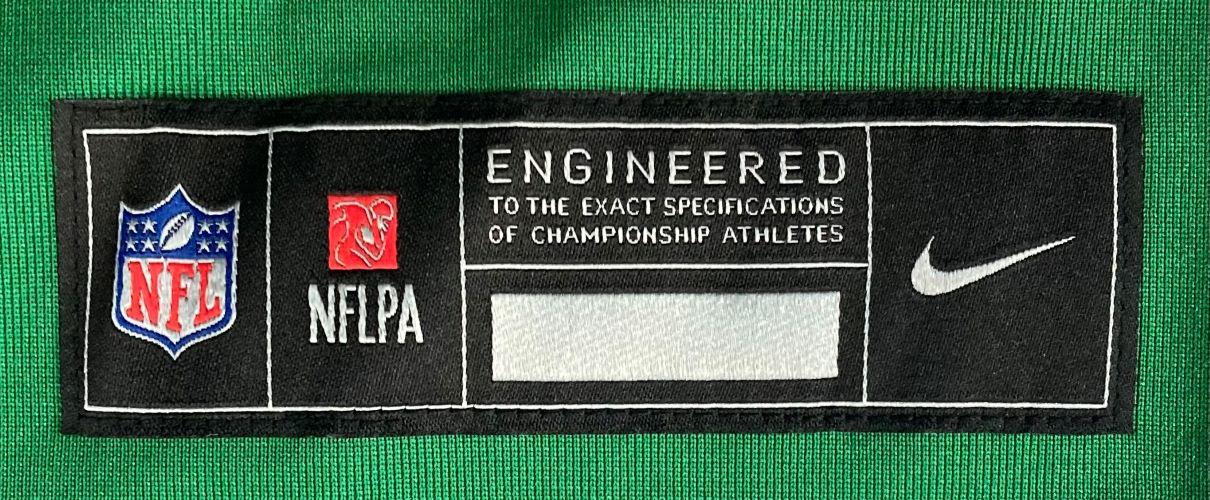 NFL
NFLPA
ENGINEERED
TO THE EXACT SPECIFICATIONS
OF CHAMPIONSHIP ATHLETES